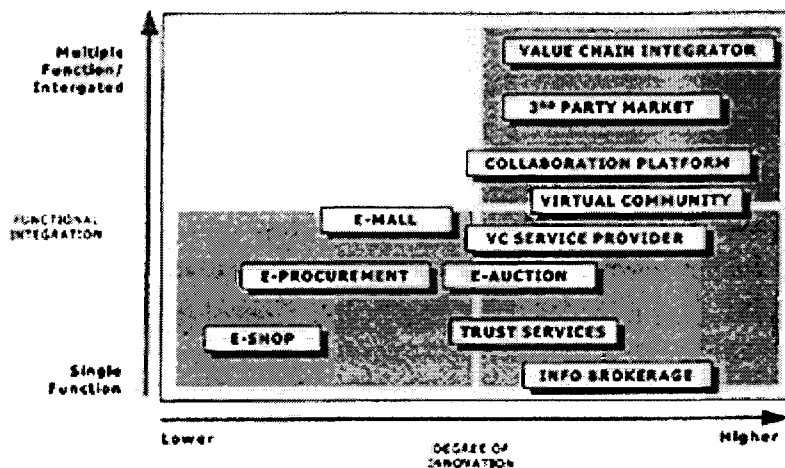 Multiple
Function/
Intergated
VALUE CHAIN INTEGRATOR
3RD PARTY MARKET
COLLABORATION PLATFORM
VIRTUAL COMMUNITY
FUNCTIONAL
INTEGRATION
E-MALL
VC SERVICE PROVIDER
E-PROCUREMENT
E-AUCTION
E-SHOP
TRUST SERVICES
Single
Function
INFO BROKERAGE
Lower
Higher
DEGREE OF
INNOVATION